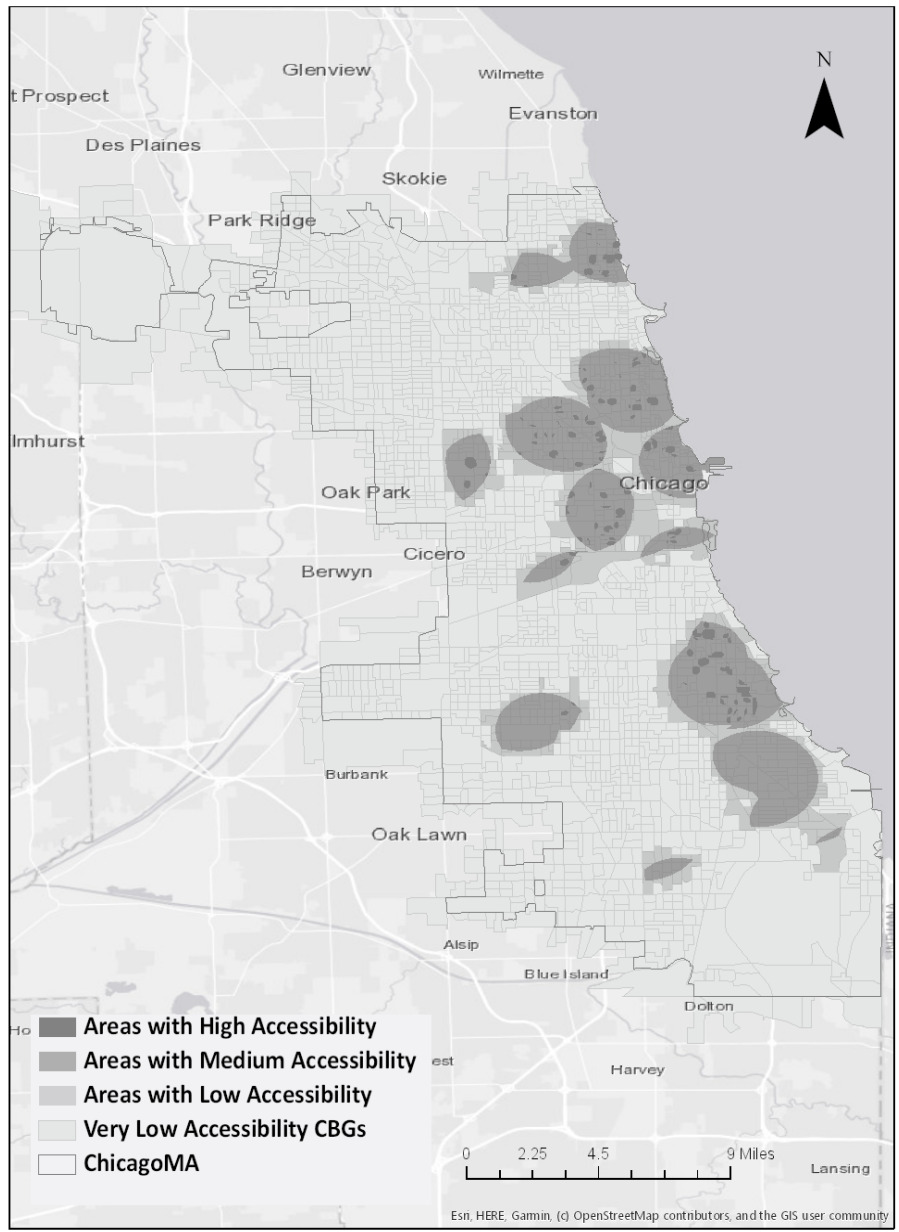 Glenview
Wilmette
t Prospect
Evanston
N
Des Plaines
Skokie
Park Ridge
lmhurst
Chicago
Oak Park
Cicero
Berwyn
Burbank
Oak Lawn
Alsip
Blue Island
Dolton
Ho
Areas with High Accessibility
Areas with Medium Accessibility
est
Harvey
Areas with Low Accessibility
Very Low Accessibility CBGs
ChicagoMA
0 2.25 4.5 9 Miles
Lansing
Esri, HERE, Garmin, (c) OpenStreetMap contributors, and the GIS user community